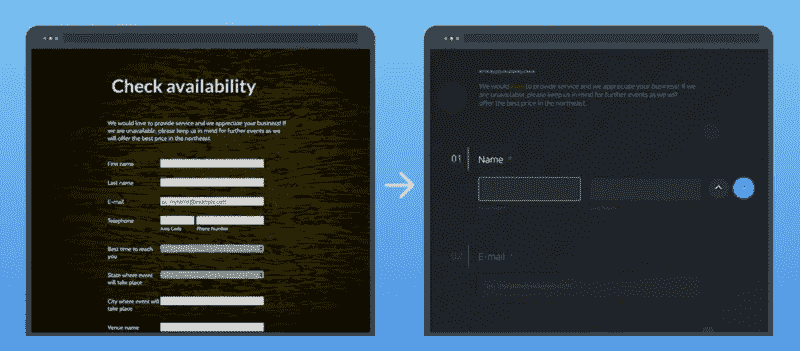 Check availability
We would love to provide service and we appreciate your business! If
we are unavailable, please keep us in mind for further events as we
will offer the best price in the northeast.
First name
Last name
E-mail
ex: myname@example.com
Telephone
Area Code
Phone Number
Best time to reach
you
State where event
will take place
City where event will
take place
Venue name
We would love to provide service and we appreciate your business! If we
are unavailable, please keep us in mind for further events as we will
offer the best price in the northeast.
01
Name *
02
E-mail *